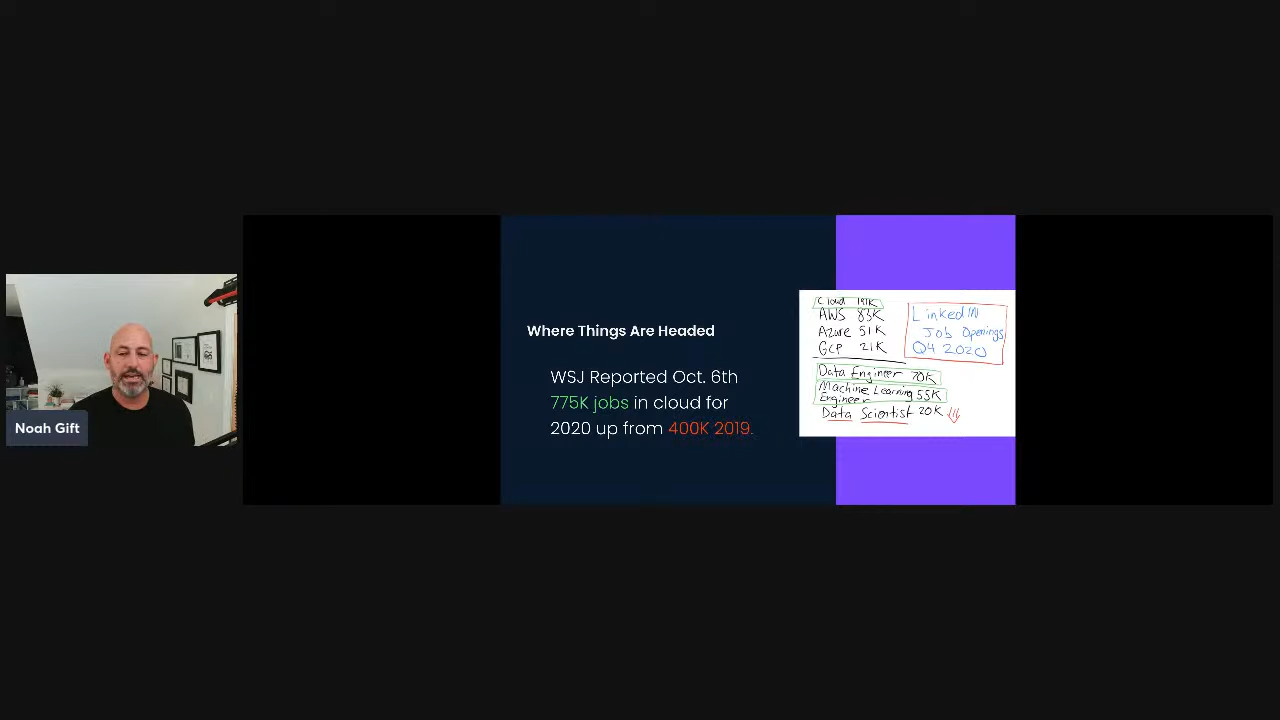 Noah Gift
Where Things Are Headed
WSJ Reported Oct. 6th
775K jobs in cloud for
2020 up from 400K 2019.
Cloud 191K
AWS 83K
Azure 51K
GCP 21K
LinkedIN
Job Openings
Q4 2020
Data Engineer 70K
Machine Learning 55K
Engineer
Data Scientist 20K